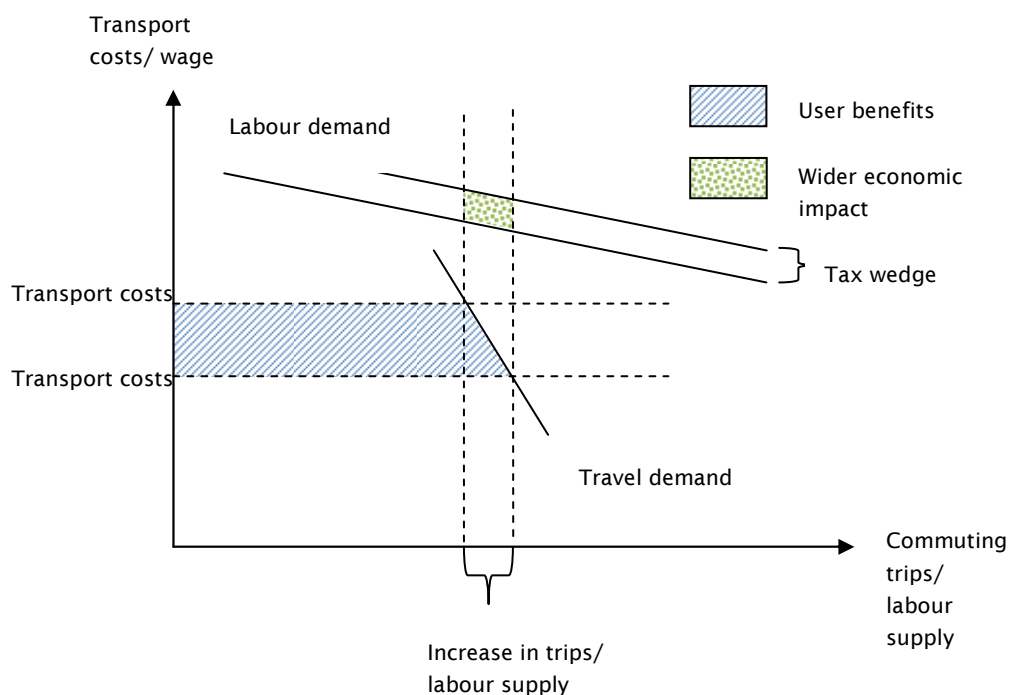 Transport
costs/ wage
Labour demand
User benefits
Wider economic
impact
Tax wedge
Transport costs
Transport costs
Travel demand
Commuting
trips/
labour
supply
Increase in trips/
labour supply